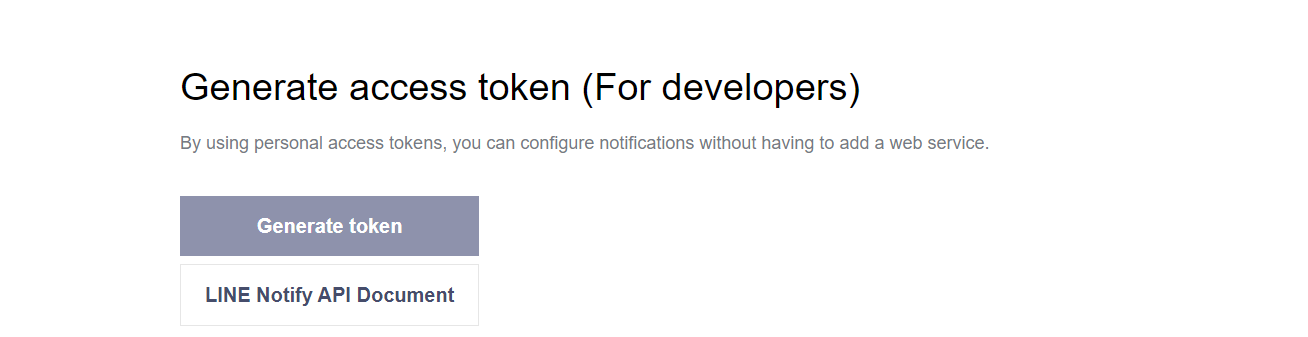 Generate access token (For developers)
By using personal access tokens, you can configure notifications without having to add a web service.
Generate token
LINE Notify API Document